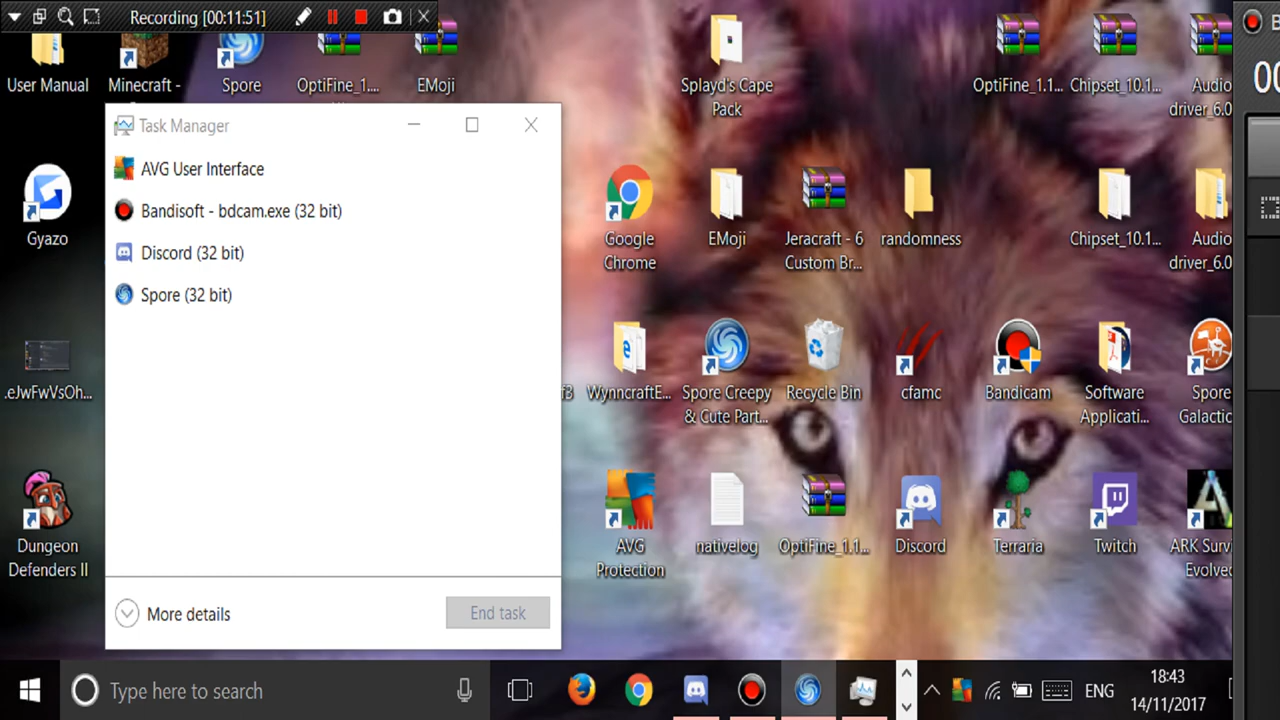 Recording [00:11:51]
User Manual
Minecraft -
Spore
OptiFine_1....
EMoji
Splayd's Cape
Pack
OptiFine_1.1...
Chipset_10.1...
Audio
driver_6.0
00
Task Manager
AVG User Interface
Bandisoft - bdcam.exe (32 bit)
Discord (32 bit)
Spore (32 bit)
More details
End task
Gyazo
Google
Chrome
EMoji
Jeracraft - 6
Custom Br...
randomness
Chipset_10.1...
Audio
driver_6.0
.eJwFwVsOh...
f3
WynncraftE...
Spore Creepy
& Cute Part...
Recycle Bin
cfamc
Bandicam
Software
Applicati...
Spore
Galactic
Dungeon
Defenders II
AVG
Protection
nativelog
OptiFine_1.1...
Discord
Terraria
Twitch
ARK Surv
Evolved
Type here to search
ENG
18:43
14/11/2017